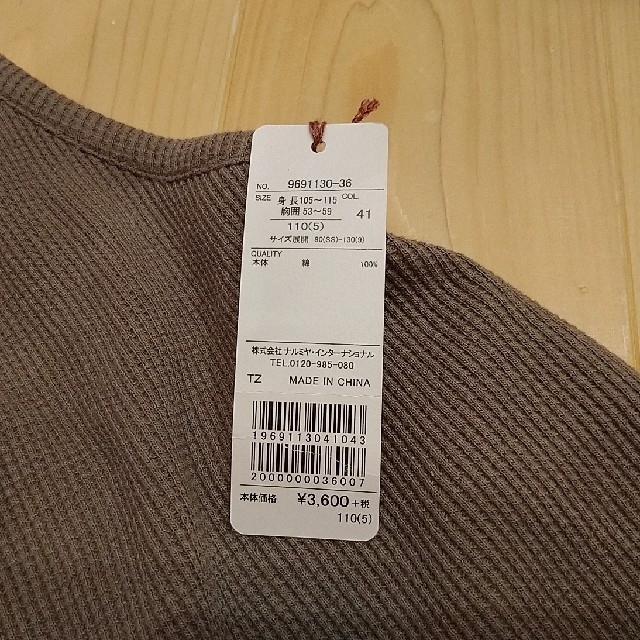 NO. 9691130-36
SIZE 身長105～115 COL.
胸囲53～59 41
110(5)
サイズ展開 90(SS)-130(9)
QUALITY
本体 綿 100%
株式会社 ナルミヤ・インターナショナル
TEL.0120-985-080
TZ MADE IN CHINA
1969113041043
2000000036007
本体価格 ¥3,600+税
110(5)